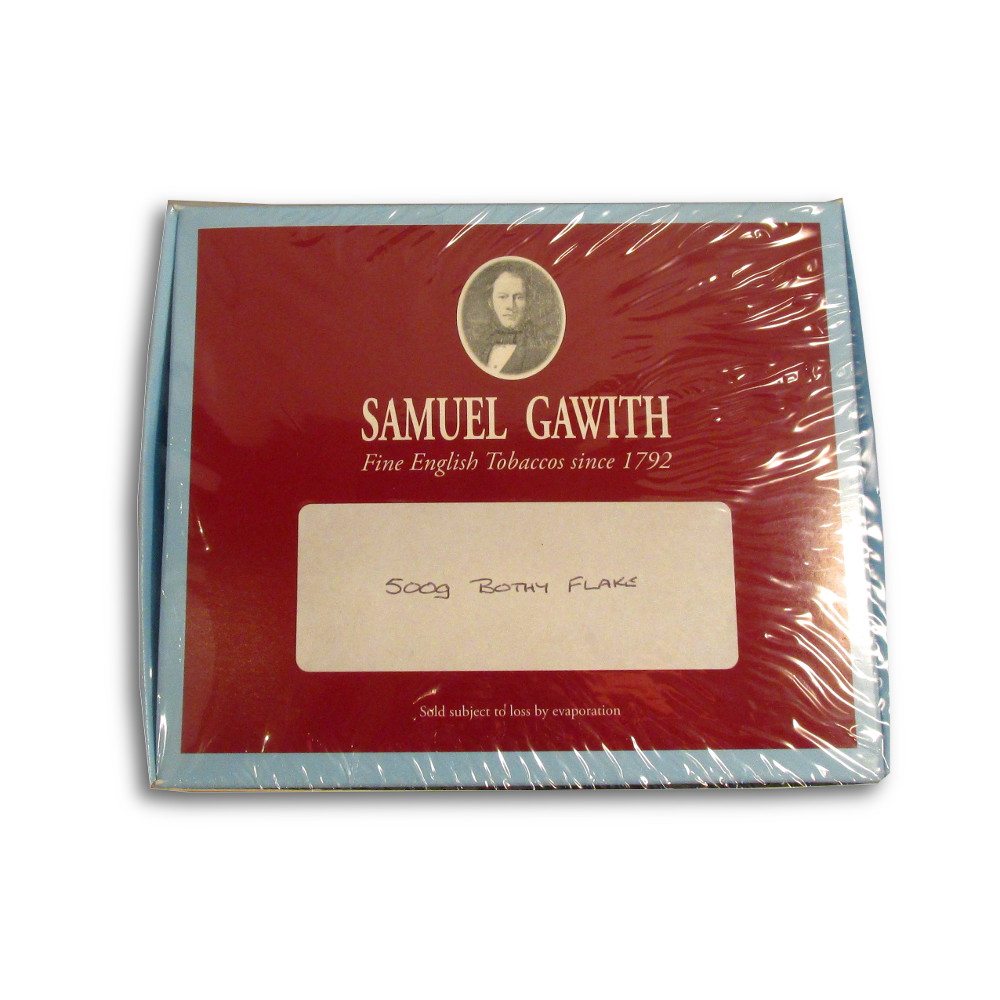 SAMUEL GAWITH
Fine English Tobaccos since 1792
500g BOTHY FLAKE
Sold subject to loss by evaporation